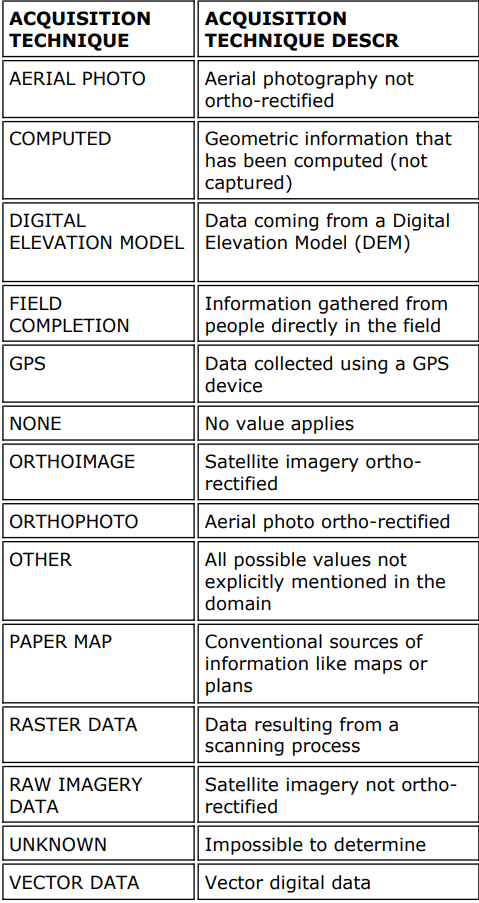 ACQUISITION TECHNIQUE
ACQUISITION TECHNIQUE DESCR
AERIAL PHOTO
Aerial photography not
ortho-rectified
COMPUTED
Geometric information that
has been computed (not
captured)
DIGITAL
ELEVATION MODEL
Data coming from a Digital
Elevation Model (DEM)
FIELD
COMPLETION
Information gathered from
people directly in the field
GPS
Data collected using a GPS
device
NONE
No value applies
ORTHOIMAGE
Satellite imagery ortho-
rectified
ORTHOPHOTO
Aerial photo ortho-rectified
OTHER
All possible values not
explicitly mentioned in the
domain
PAPER MAP
Conventional sources of
information like maps or
plans
RASTER DATA
Data resulting from a
scanning process
RAW IMAGERY
DATA
Satellite imagery not ortho-
rectified
UNKNOWN
Impossible to determine
VECTOR DATA
Vector digital data